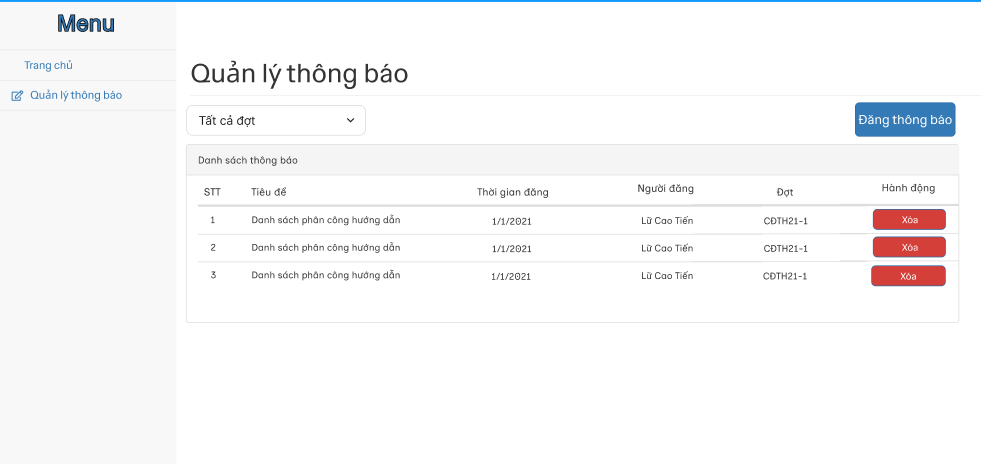 Menu
Trang chủ
Quản lý thông báo
Quản lý thông báo
Tất cả đợt
Đăng thông báo
Danh sách thông báo
STT Tiêu đề Thời gian đăng Người đăng Đợt Hành động
1 Danh sách phân công hướng dẫn 1/1/2021 Lữ Cao Tiến CĐTH21-1 Xóa
2 Danh sách phân công hướng dẫn 1/1/2021 Lữ Cao Tiến CĐTH21-1 Xóa
3 Danh sách phân công hướng dẫn 1/1/2021 Lữ Cao Tiến CĐTH21-1 Xóa